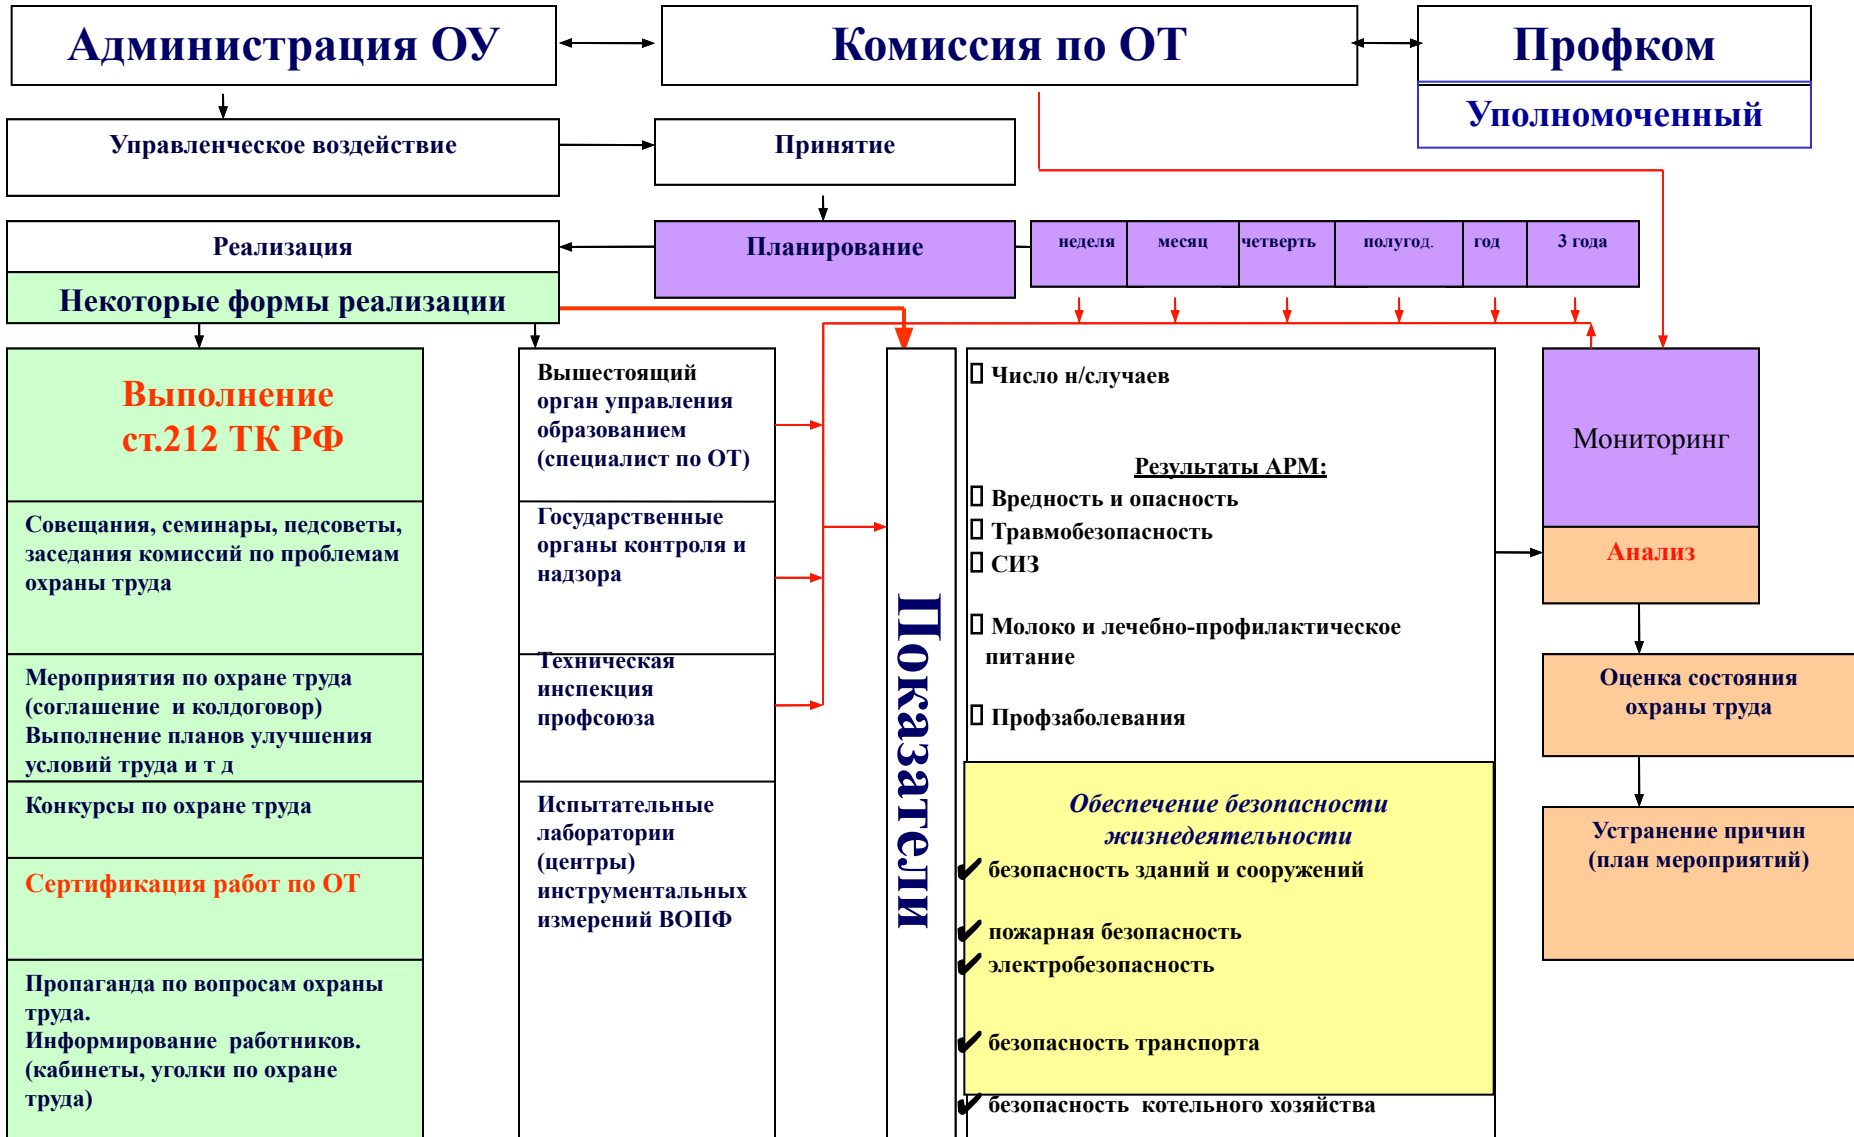 Администрация ОУ
Комиссия по ОТ
Профком
Уполномоченный
Управленческое воздействие
Принятие
Реализация
Планирование
неделя
месяц
четверть
полугод.
год
3 года
Некоторые формы реализации
Выполнение
ст.212 ТК РФ
Совещания, семинары, педсоветы,
заседания комиссий по проблемам
охраны труда
Мероприятия по охране труда
(соглашение и колдоговор)
Выполнение планов улучшения
условий труда и т д
Конкурсы по охране труда
Сертификация работ по ОТ
Пропаганда по вопросам охраны
труда.
Информирование работников.
(кабинеты, уголки по охране
труда)
Вышестоящий
орган управления
образованием
(специалист по ОТ)
Государственные
органы контроля и
надзора
Техническая
инспекция
профсоюза
Испытательные
лаборатории
(центры)
инструментальных
измерений ВОПФ
Показатели
Число н/случаев
Результаты АРМ:
Вредность и опасность
Травмобезопасность
СИЗ
Молоко и лечебно-профилактическое
питание
Профзаболевания
Обеспечение безопасности
жизнедеятельности
✔ безопасность зданий и сооружений
✔ пожарная безопасность
✔ электробезопасность
✔ безопасность транспорта
✔ безопасность котельного хозяйства
Мониторинг
Анализ
Оценка состояния
охраны труда
Устранение причин
(план мероприятий)